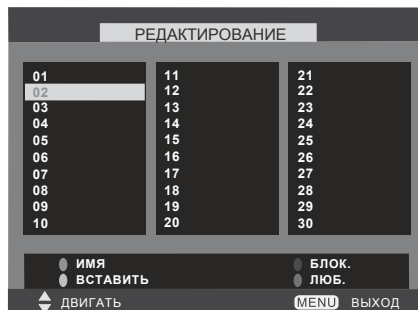 РЕДАКТИРОВАНИЕ
01 11 21
02 12 22
03 13 23
04 14 24
05 15 25
06 16 26
07 17 27
08 18 28
09 19 29
10 20 30
ИМЯ БЛОК.
ВСТАВИТЬ ЛЮБ.
ДВИГАТЬ MENU ВЫХОД